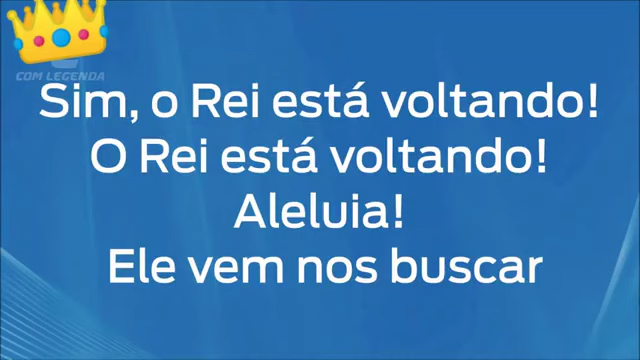 COM LEGENDA
Sim, o Rei está voltando!
O Rei está voltando!
Aleluia!
Ele vem nos buscar